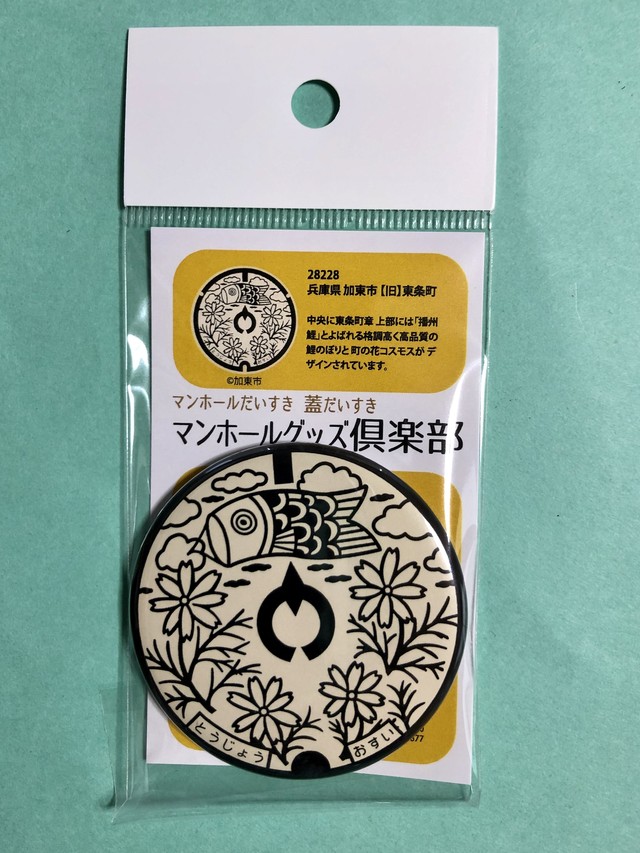 28228
兵庫県 加東市【旧】東条町
中央に東条町章 上部には「播州
鯉」とよばれる格調高く高品質の
鯉のぼりと 町の花コスモスが デ
ザインされています。
©加東市
マンホールだいすき 蓋だいすき
マンホールグッズ倶楽部
とうじょう
おすい
577